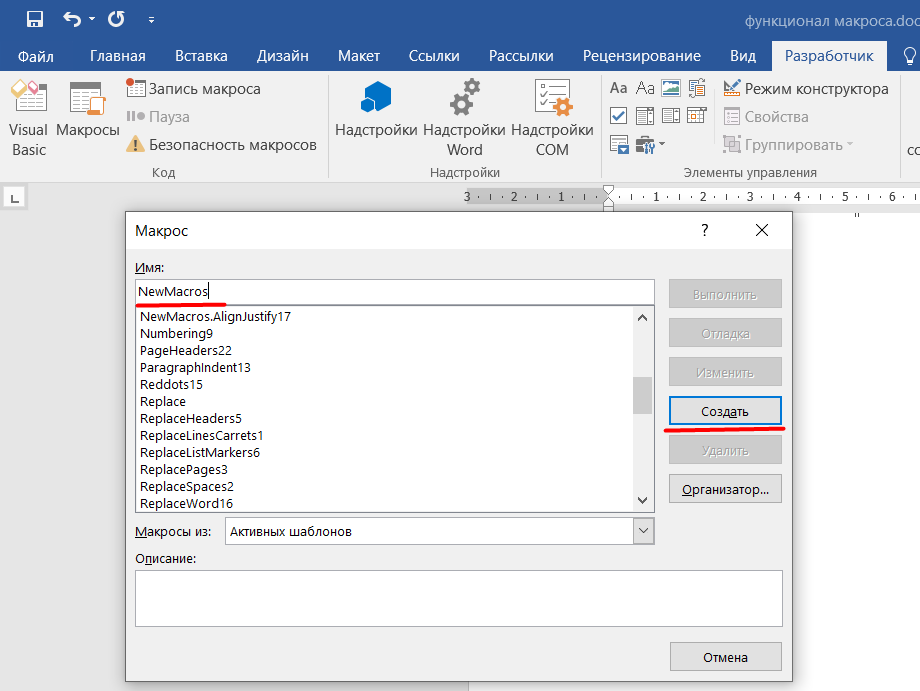 функционал макроса.doc
Файл Главная Вставка Дизайн Макет Ссылки Рассылки Рецензирование Вид Разработчик
Visual Basic
Макросы
Запись макроса
Пауза
Безопасность макросов
Код
Надстройки
Надстройки Word
Надстройки COM
Надстройки
Aa Aa
Режим конструктора
Свойства
Группировать
Элементы управления
3 2 1 1 2 3 4 5 6
Макрос ?
Имя:
NewMacros
NewMacros.AlignJustify17
Numbering9
PageHeaders22
ParagraphIndent13
Reddots15
Replace
ReplaceHeaders5
ReplaceLinesCarrets1
ReplaceListMarkers6
ReplacePages3
ReplaceSpaces2
ReplaceWord16
Выполнить
Отладка
Изменить
Создать
Удалить
Организатор...
Макросы из: Активных шаблонов
Описание:
Отмена